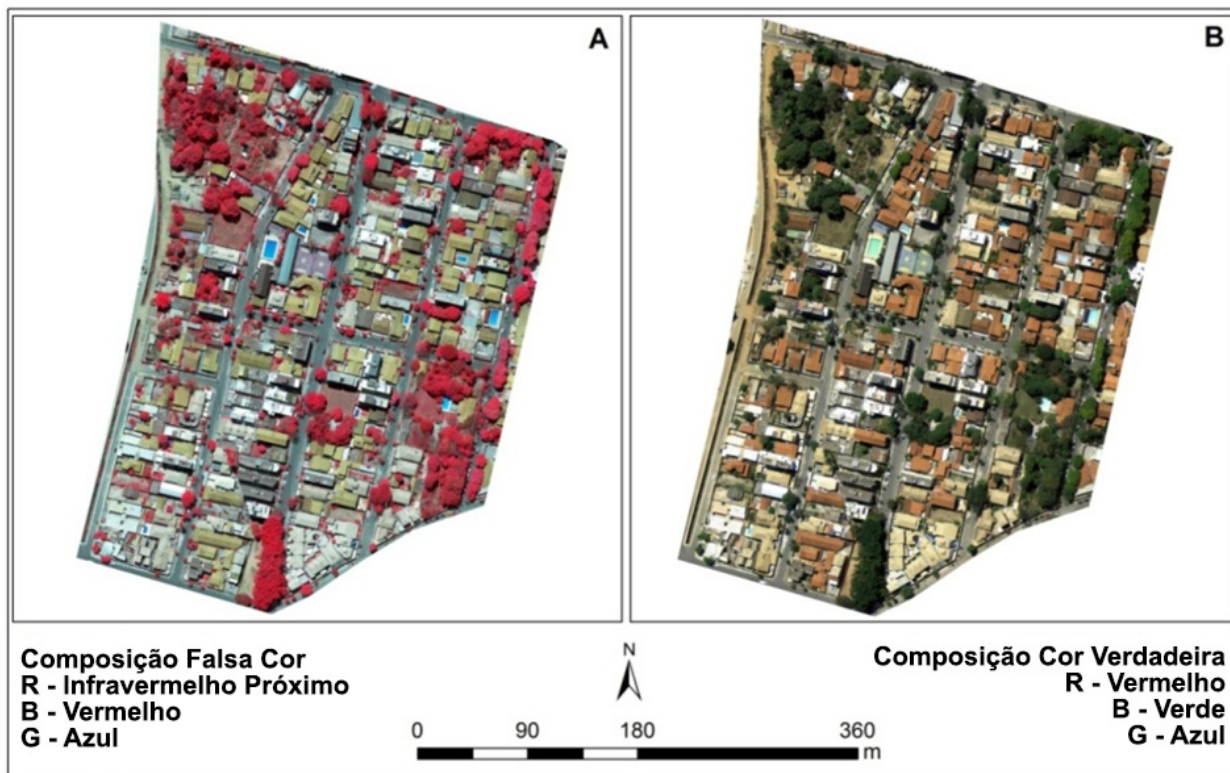 A
B
Composição Falsa Cor
R - Infravermelho Próximo
B - Vermelho
G - Azul
N
0 90 180 360
m
Composição Cor Verdadeira
R - Vermelho
B - Verde
G - Azul